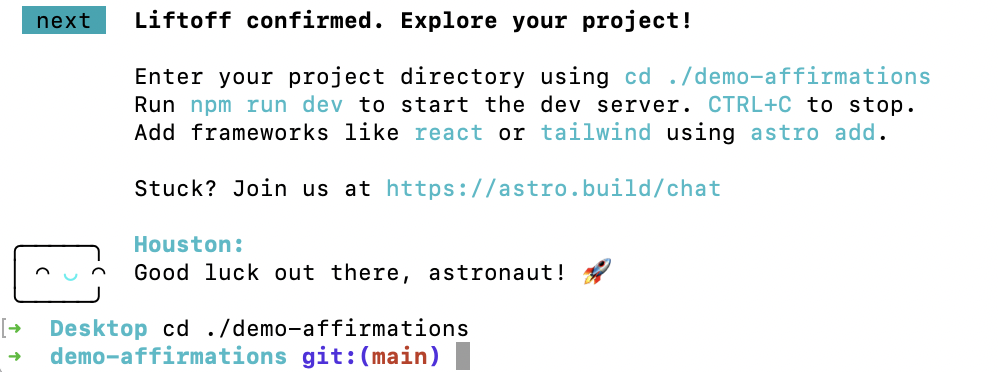 next Liftoff confirmed. Explore your project!
Enter your project directory using cd ./demo-affirmations
Run npm run dev to start the dev server. CTRL+C to stop.
Add frameworks like react or tailwind using astro add.
Stuck? Join us at https://astro.build/chat
Houston:
Good luck out there, astronaut! 🚀
➜ Desktop cd ./demo-affirmations
➜ demo-affirmations git:(main)